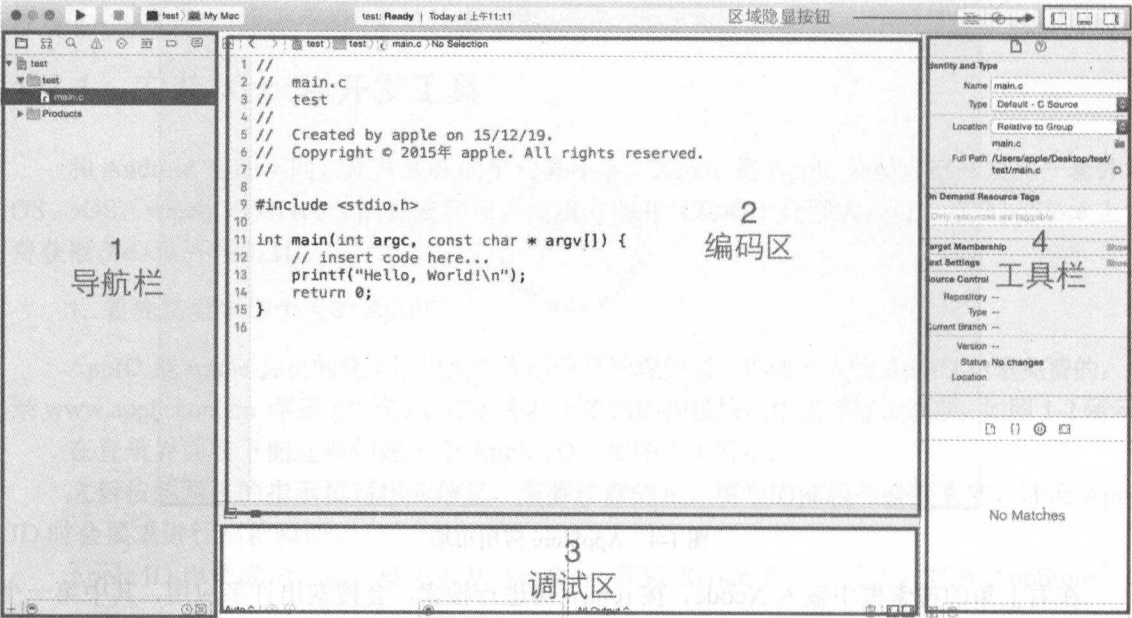 test
My Mac
test: Ready | Today at 上午11:11
区域隐显按钮
test
test
main.c
Products
1
导航栏
test
test
main.c
No Selection
1 //
2 //  main.c
3 //  test
4 //
5 //  Created by apple on 15/12/19.
6 //  Copyright © 2015年 apple. All rights reserved.
7 //
8
9 #include <stdio.h>
10
11 int main(int argc, const char * argv[]) {
12     // insert code here...
13     printf("Hello, World!\n");
14     return 0;
15 }
16
2
编码区
3
调试区
Auto
All Output
Identity and Type
Name main.c
Type Default - C Source
Location Relative to Group
main.c
Full Path /Users/apple/Desktop/test/
test/main.c
On Demand Resource Tags
Only resources are taggable
Target Membership Show
Text Settings Show
4
工具栏
Source Control
Repository --
Type --
Current Branch --
Version --
Status No changes
Location
No Matches